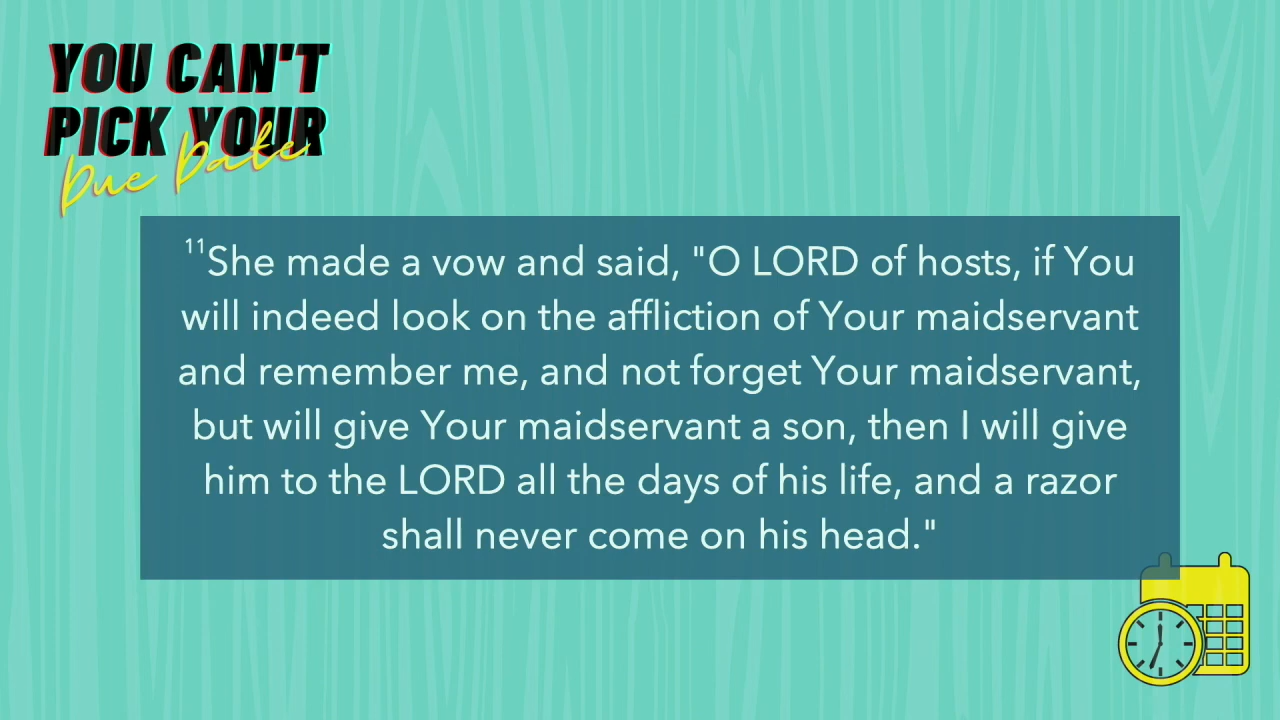 YOU CAN'T
PICK YOUR
Due Date
¹¹She made a vow and said, "O LORD of hosts, if You
will indeed look on the affliction of Your maidservant
and remember me, and not forget Your maidservant,
but will give Your maidservant a son, then I will give
him to the LORD all the days of his life, and a razor
shall never come on his head."